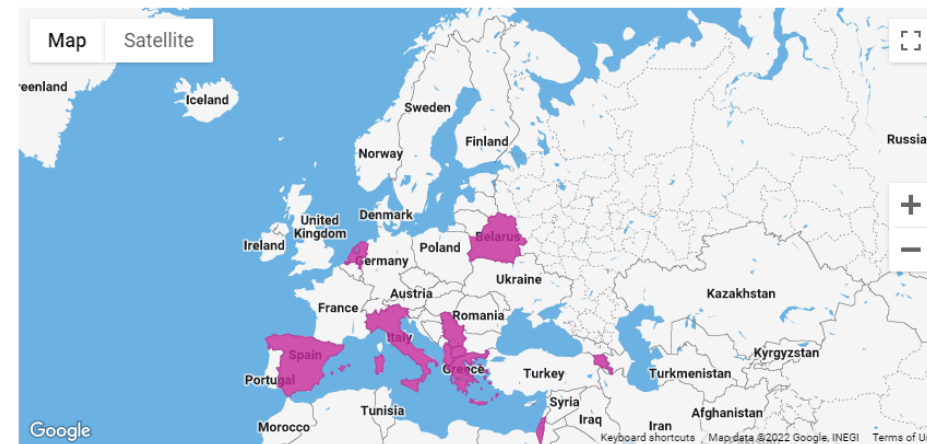 Map
Satellite
reenland
Iceland
Sweden
Finland
Norway
Russia
United
Kingdom
Denmark
Ireland
Poland
Belarus
Germany
Ukraine
Austria
France
Kazakhstan
Romania
Italy
Spain
Kyrgyzstan
Portugal
Greece
Turkey
Turkmenistan
Syria
Tunisia
Afghanistan
Iraq
Iran
Morocco
Google
Keyboard shortcuts
Map data ©2022 Google, INEGI
Terms of U